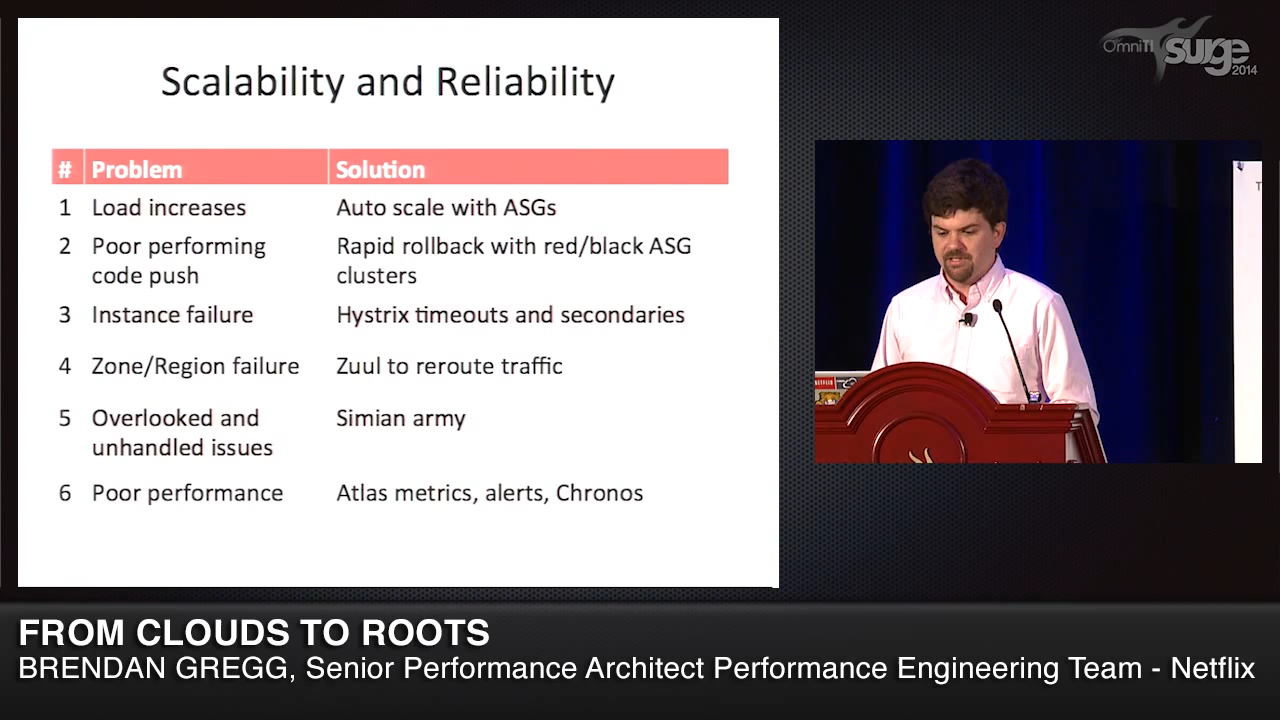 Scalability and Reliability
# Problem Solution
1 Load increases Auto scale with ASGs
2 Poor performing code push Rapid rollback with red/black ASG clusters
3 Instance failure Hystrix timeouts and secondaries
4 Zone/Region failure Zuul to reroute traffic
5 Overlooked and unhandled issues Simian army
6 Poor performance Atlas metrics, alerts, Chronos
OmniTI
surge
2014
T
NETFLIX
FROM CLOUDS TO ROOTS
BRENDAN GREGG, Senior Performance Architect Performance Engineering Team - Netflix